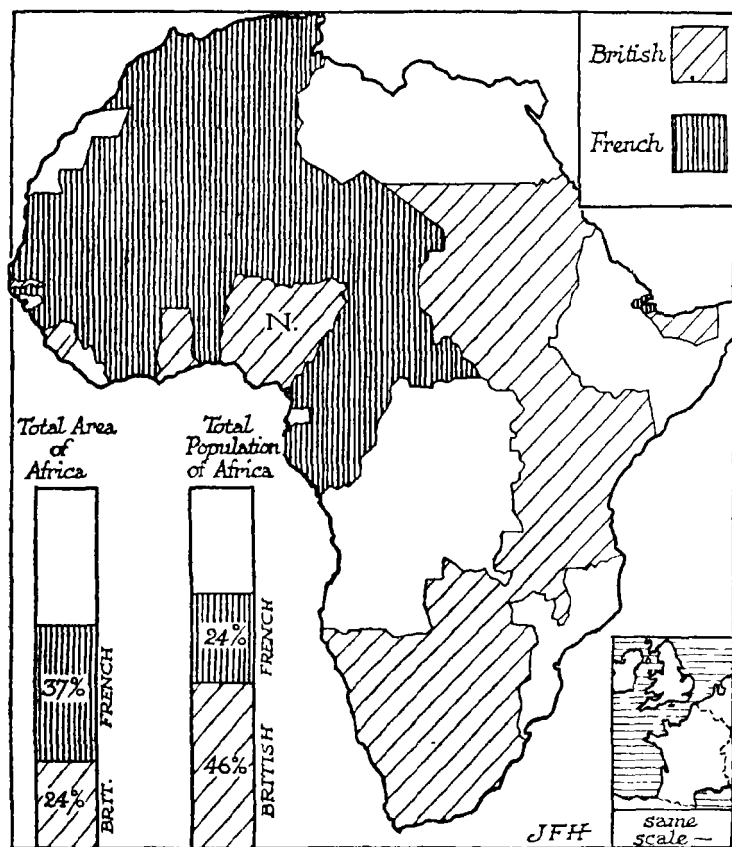 British
French
N.
Total Area
of
Africa
37%
FRENCH
24%
BRIT.
Total
Population
of Africa
24%
FRENCH
46%
BRITISH
JFH
same
scale —